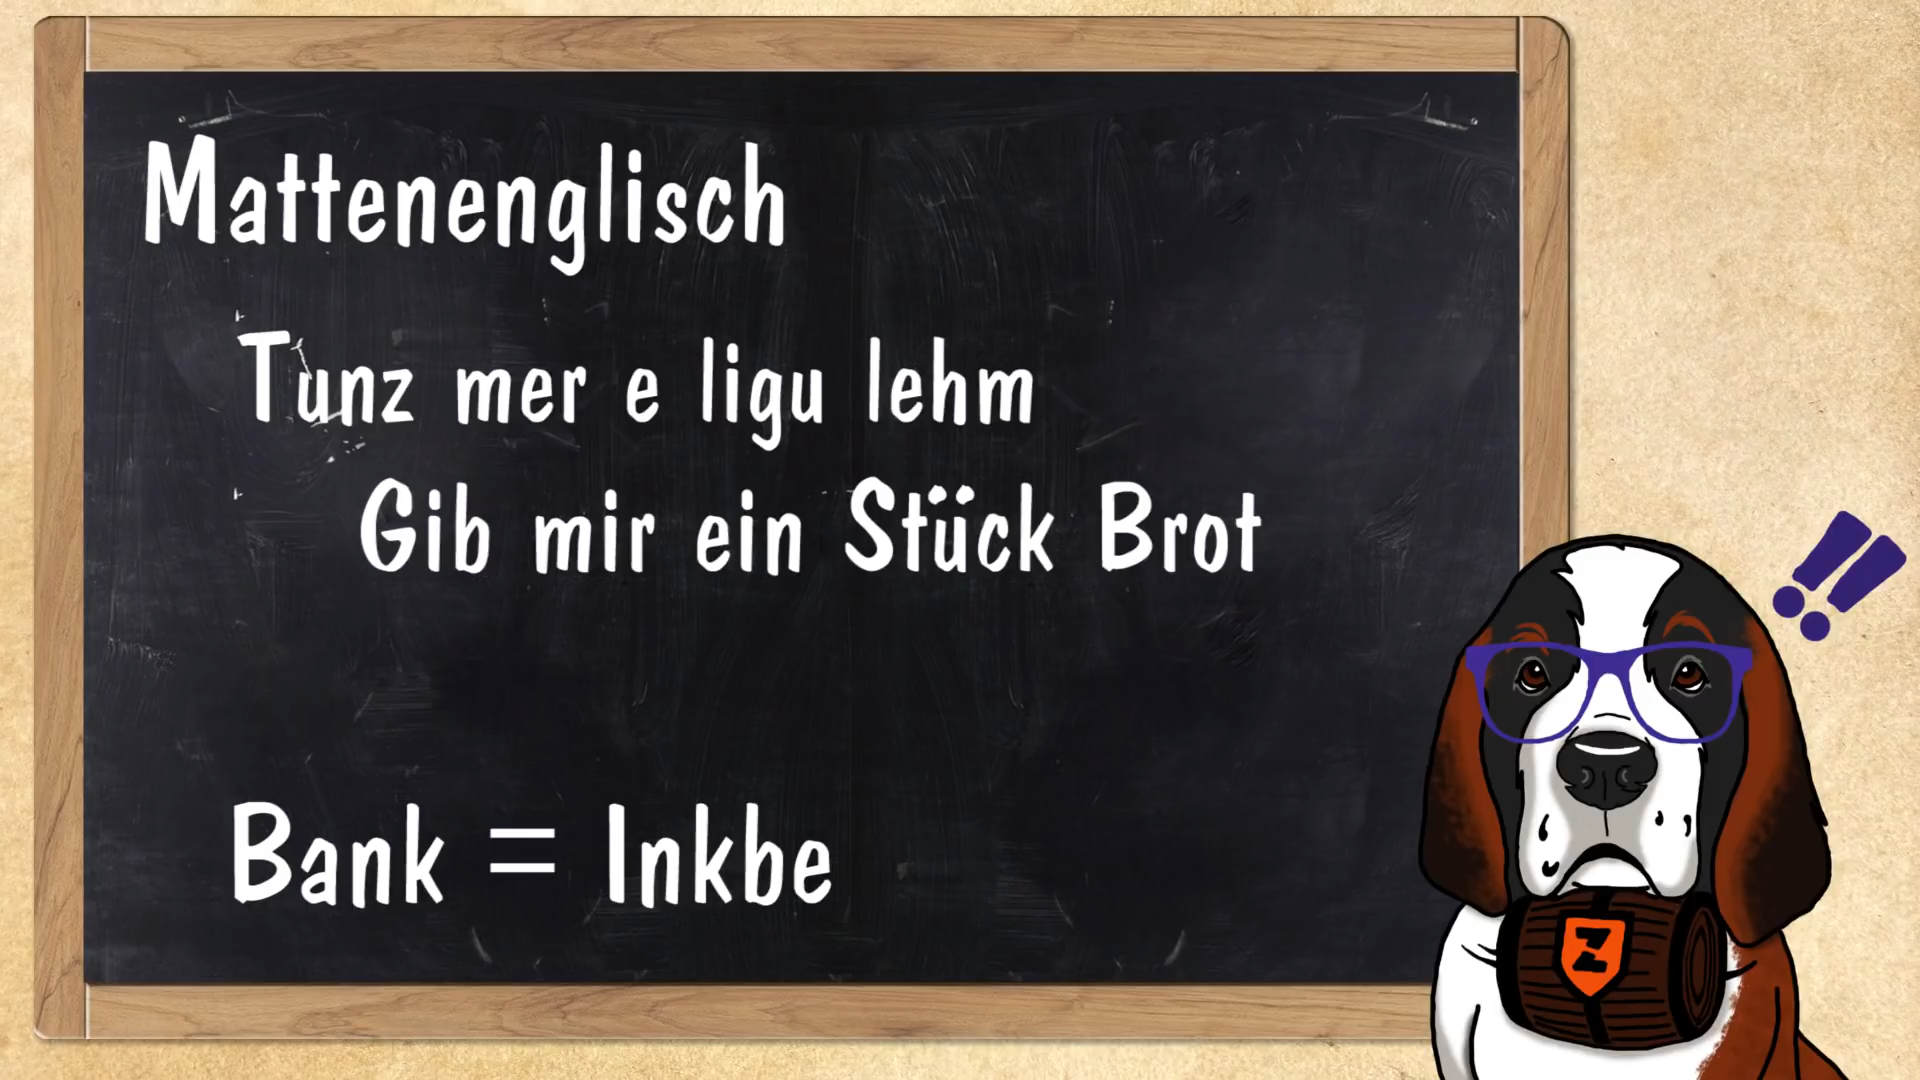 Mattenenglisch
Tunz mer e ligu lehm
Gib mir ein Stück Brot
Bank = Inkbe
!!
Z